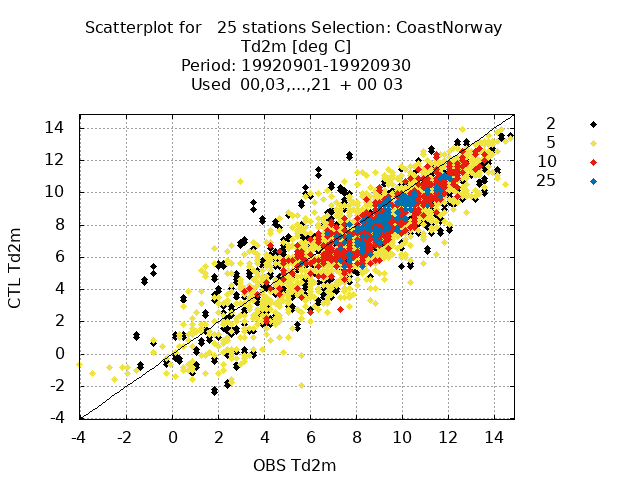 Scatterplot for   25 stations Selection: CoastNorway
Td2m [deg C]
Period: 19920901-19920930
Used  00,03,...,21  + 00 03
2
5
10
25
14
12
10
8
6
4
2
0
-2
-4
CTL Td2m
-4 -2 0 2 4 6 8 10 12 14
OBS Td2m